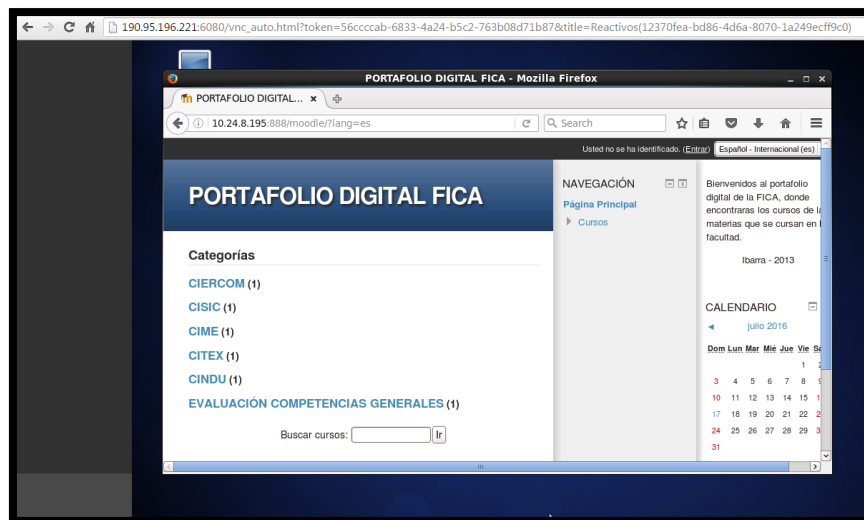 190.95.196.221:6080/vnc_auto.html?token=56ccccab-6833-4a24-b5c2-763b08d71b87&title=Reactivos(12370fea-bd86-4d6a-8070-1a249ecff9c0)
PORTAFOLIO DIGITAL FICA - Mozilla Firefox
PORTAFOLIO DIGITAL...
10.24.8.195:888/moodle/?lang=es
Search
Usted no se ha identificado. (Entrar)
Español - Internacional (es)
PORTAFOLIO DIGITAL FICA
Categorías
CIERCOM (1)
CISIC (1)
CIME (1)
CITEX (1)
CINDU (1)
EVALUACIÓN COMPETENCIAS GENERALES (1)
Buscar cursos:
Ir
NAVEGACIÓN
Página Principal
Cursos
Bienvenidos al portafolio
digital de la FICA, donde
encontraras los cursos de la
materias que se cursan en
facultad.
Ibarra - 2013
CALENDARIO
julio 2016
Dom Lun Mar Mié Jue Vie
1 2
3 4 5 6 7 8 9
10 11 12 13 14 15 1
17 18 19 20 21 22 2
24 25 26 27 28 29 3
31